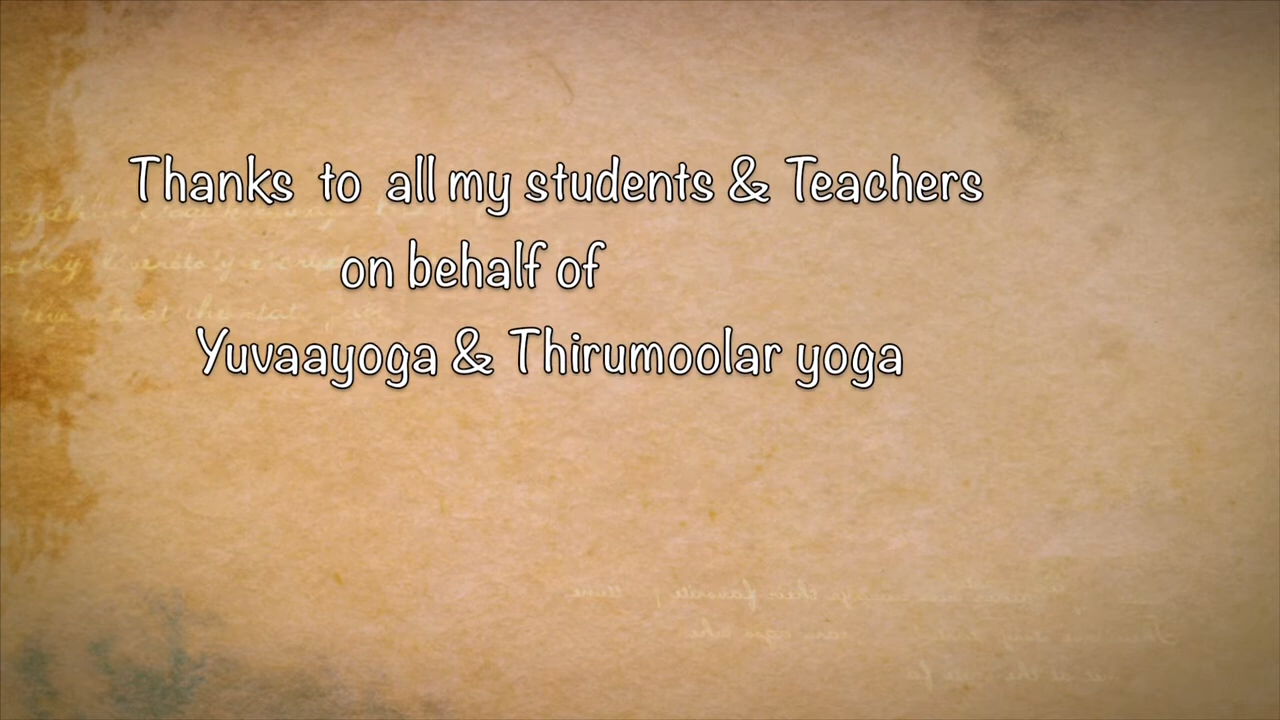 Thanks to all my students & Teachers
on behalf of
Yuvaayoga & Thirumoolar yoga